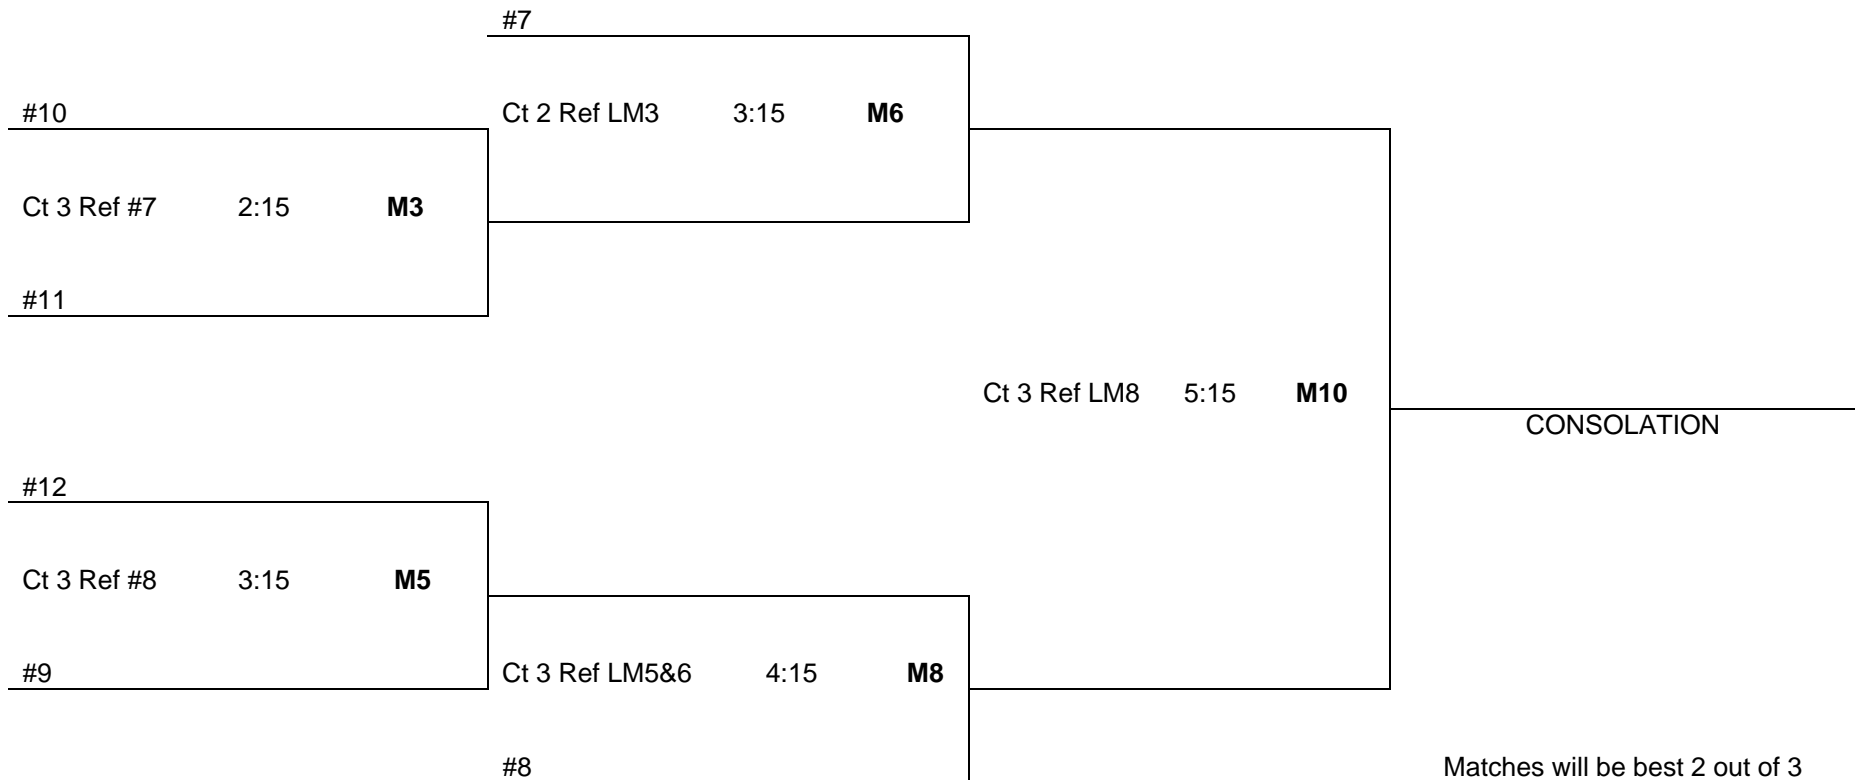 #7
#10
Ct 2 Ref LM3 3:15 M6
Ct 3 Ref #7 2:15 M3
#11
Ct 3 Ref LM8 5:15 M10
CONSOLATION
#12
Ct 3 Ref #8 3:15 M5
#9
Ct 3 Ref LM5&6 4:15 M8
#8
Matches will be best 2 out of 3